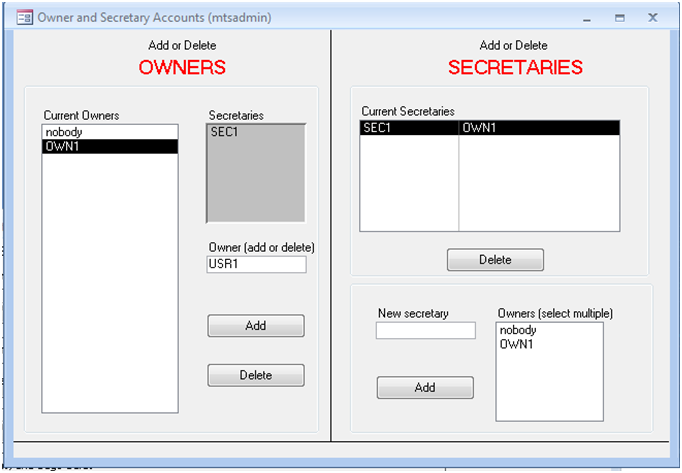 Owner and Secretary Accounts (mtsadmin)
Add or Delete
OWNERS
Current Owners
nobody
OWN1
Secretaries
SEC1
Owner (add or delete)
USR1
Add
Delete
Add or Delete
SECRETARIES
Current Secretaries
SEC1 OWN1
Delete
New secretary
Add
Owners (select multiple)
nobody
OWN1